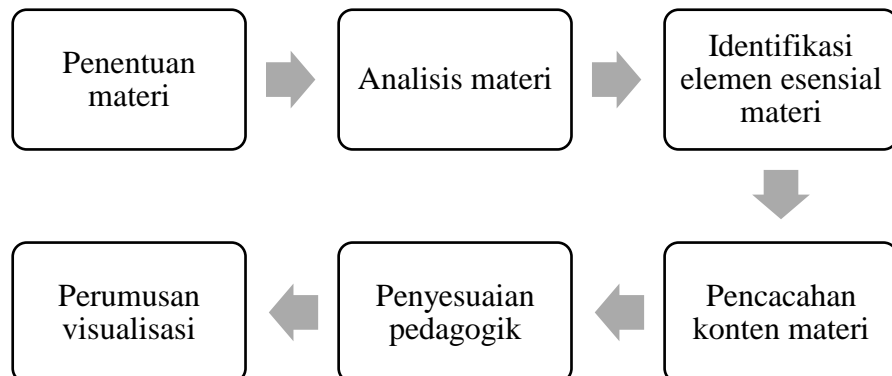 Penentuan
materi
Analisis materi
Identifikasi
elemen esensial
materi
Pencacahan
konten materi
Penyesuaian
pedagogik
Perumusan
visualisasi